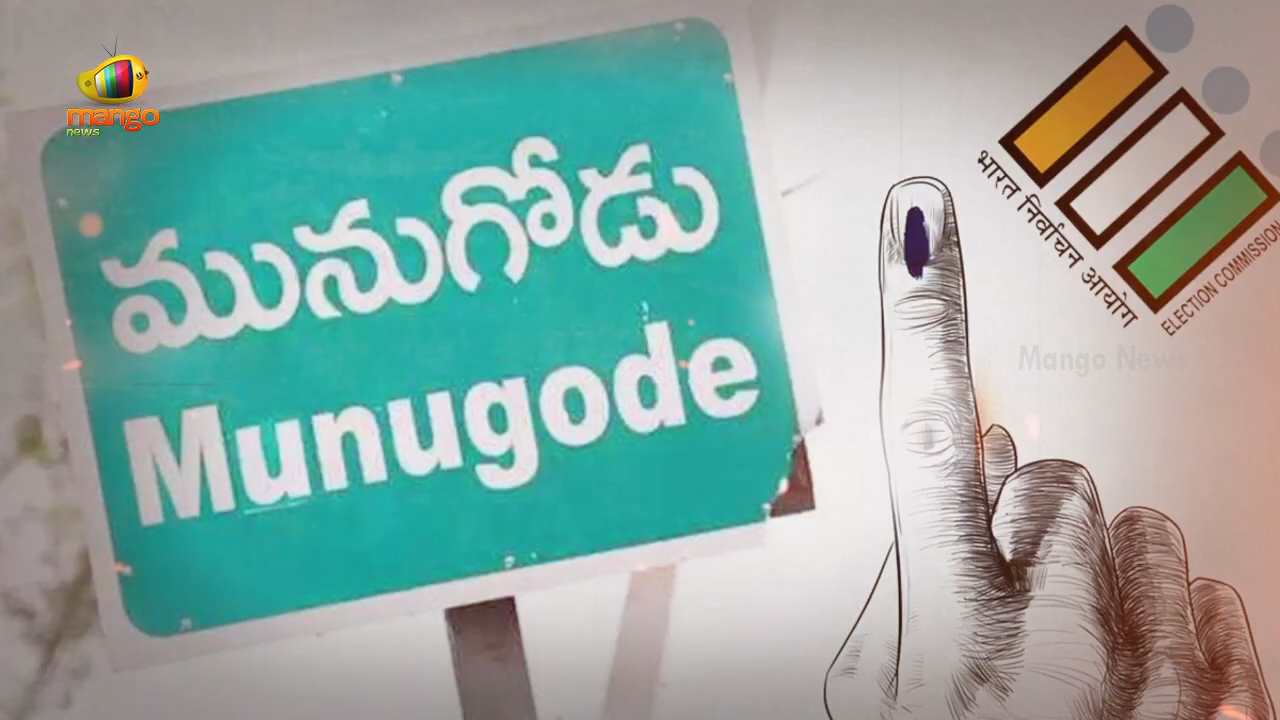 mango
news
మునుగోడు
Munugode
भारत निर्वाचन आयोग
ELECTION COMMISSION
Mango News